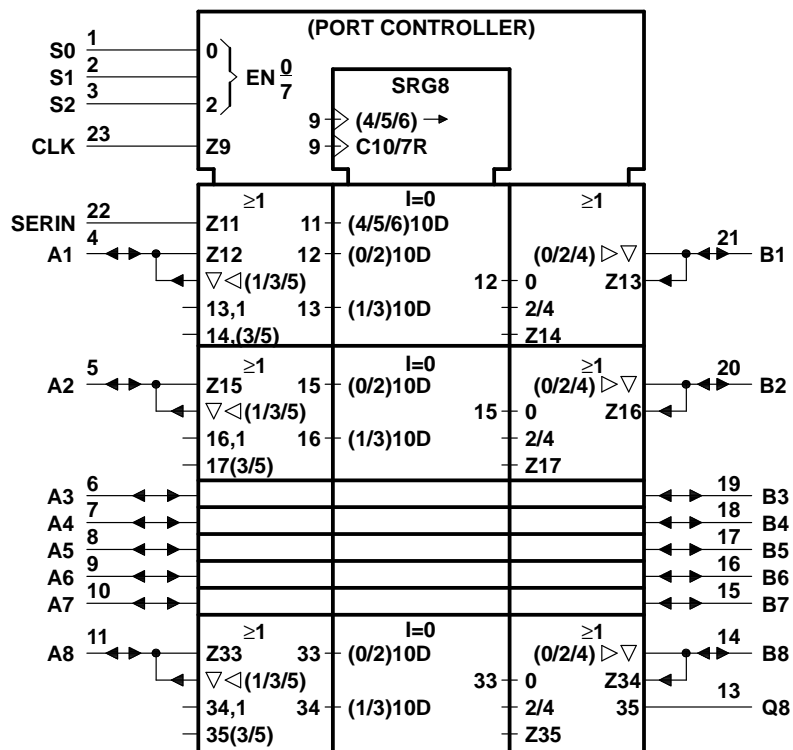 (PORT CONTROLLER)
S0 1 0
S1 2 EN 0/7
S2 3 2
SRG8
9 (4/5/6)
CLK 23 Z9 9 C10/7R
≥1 I=0 ≥1
SERIN 22 Z11 11 (4/5/6)10D
A1 4 Z12 12 (0/2)10D (0/2/4) ▷▽ 21 B1
▽◁(1/3/5) 12 0 Z13
13,1 13 (1/3)10D 2/4
14,(3/5) Z14
≥1 I=0 ≥1
A2 5 Z15 15 (0/2)10D (0/2/4) ▷▽ 20 B2
▽◁(1/3/5) 15 0 Z16
16,1 16 (1/3)10D 2/4
17(3/5) Z17
A3 6 19 B3
A4 7 18 B4
A5 8 17 B5
A6 9 16 B6
A7 10 15 B7
≥1 I=0 ≥1
A8 11 Z33 33 (0/2)10D (0/2/4) ▷▽ 14 B8
▽◁(1/3/5) 33 0 Z34
34,1 34 (1/3)10D 2/4 35 13 Q8
35(3/5) Z35